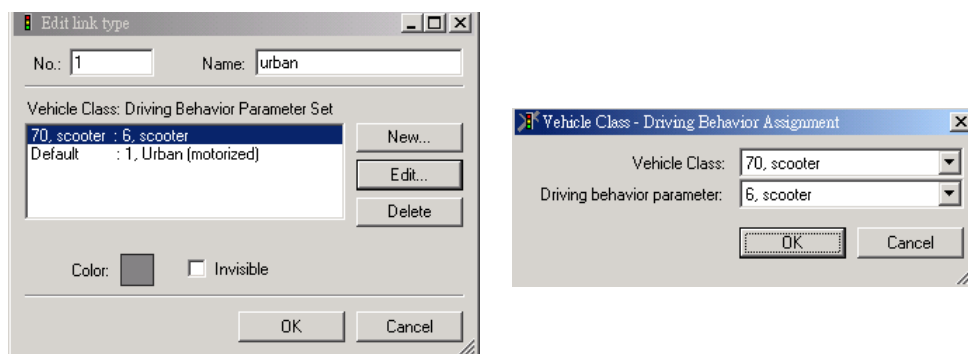 Edit link type
No.: 1 Name: urban
Vehicle Class: Driving Behavior Parameter Set
70, scooter : 6, scooter
Default : 1, Urban (motorized)
New...
Edit...
Delete
Color: Invisible
OK Cancel
Vehicle Class - Driving Behavior Assignment
Vehicle Class: 70, scooter
Driving behavior parameter: 6, scooter
OK Cancel